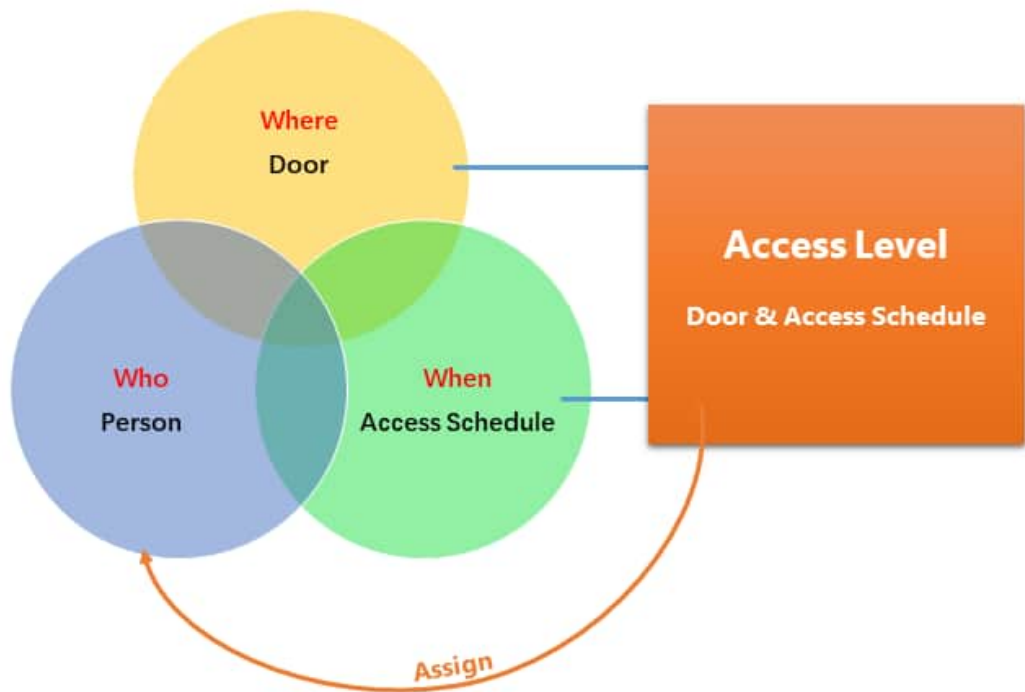 Where
Door
Who
Person
When
Access Schedule
Access Level
Door & Access Schedule
Assign